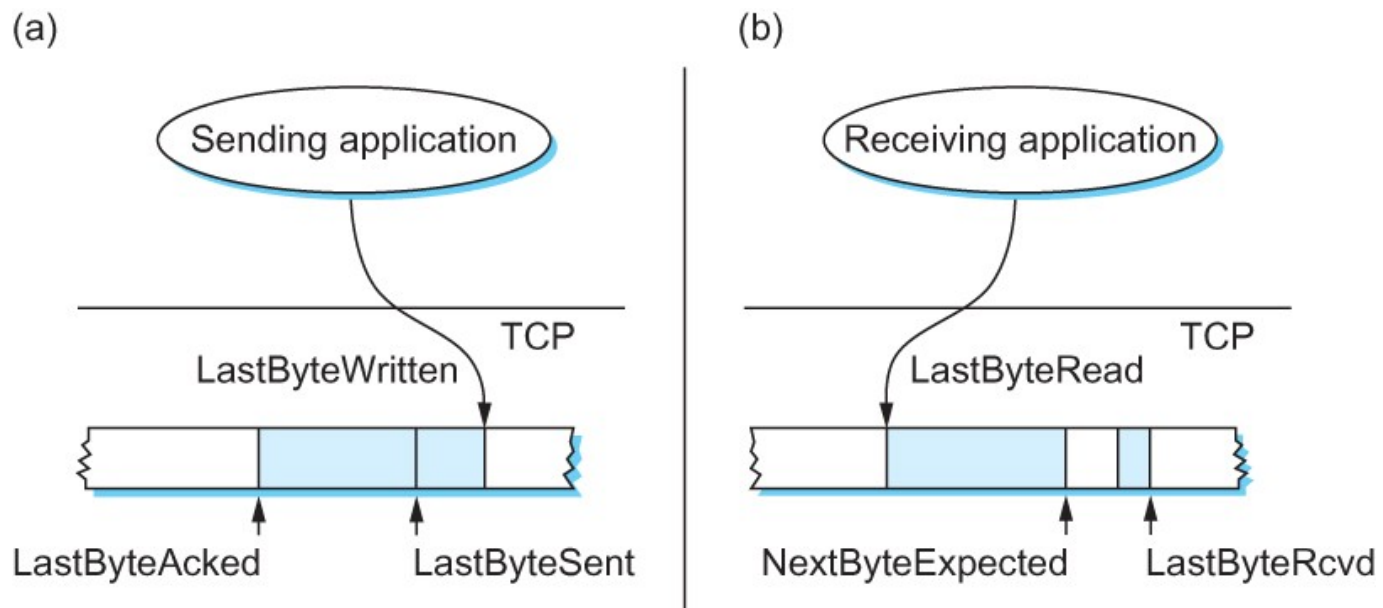 (a)
Sending application
TCP
LastByteWritten
LastByteAcked
LastByteSent
(b)
Receiving application
TCP
LastByteRead
NextByteExpected
LastByteRcvd